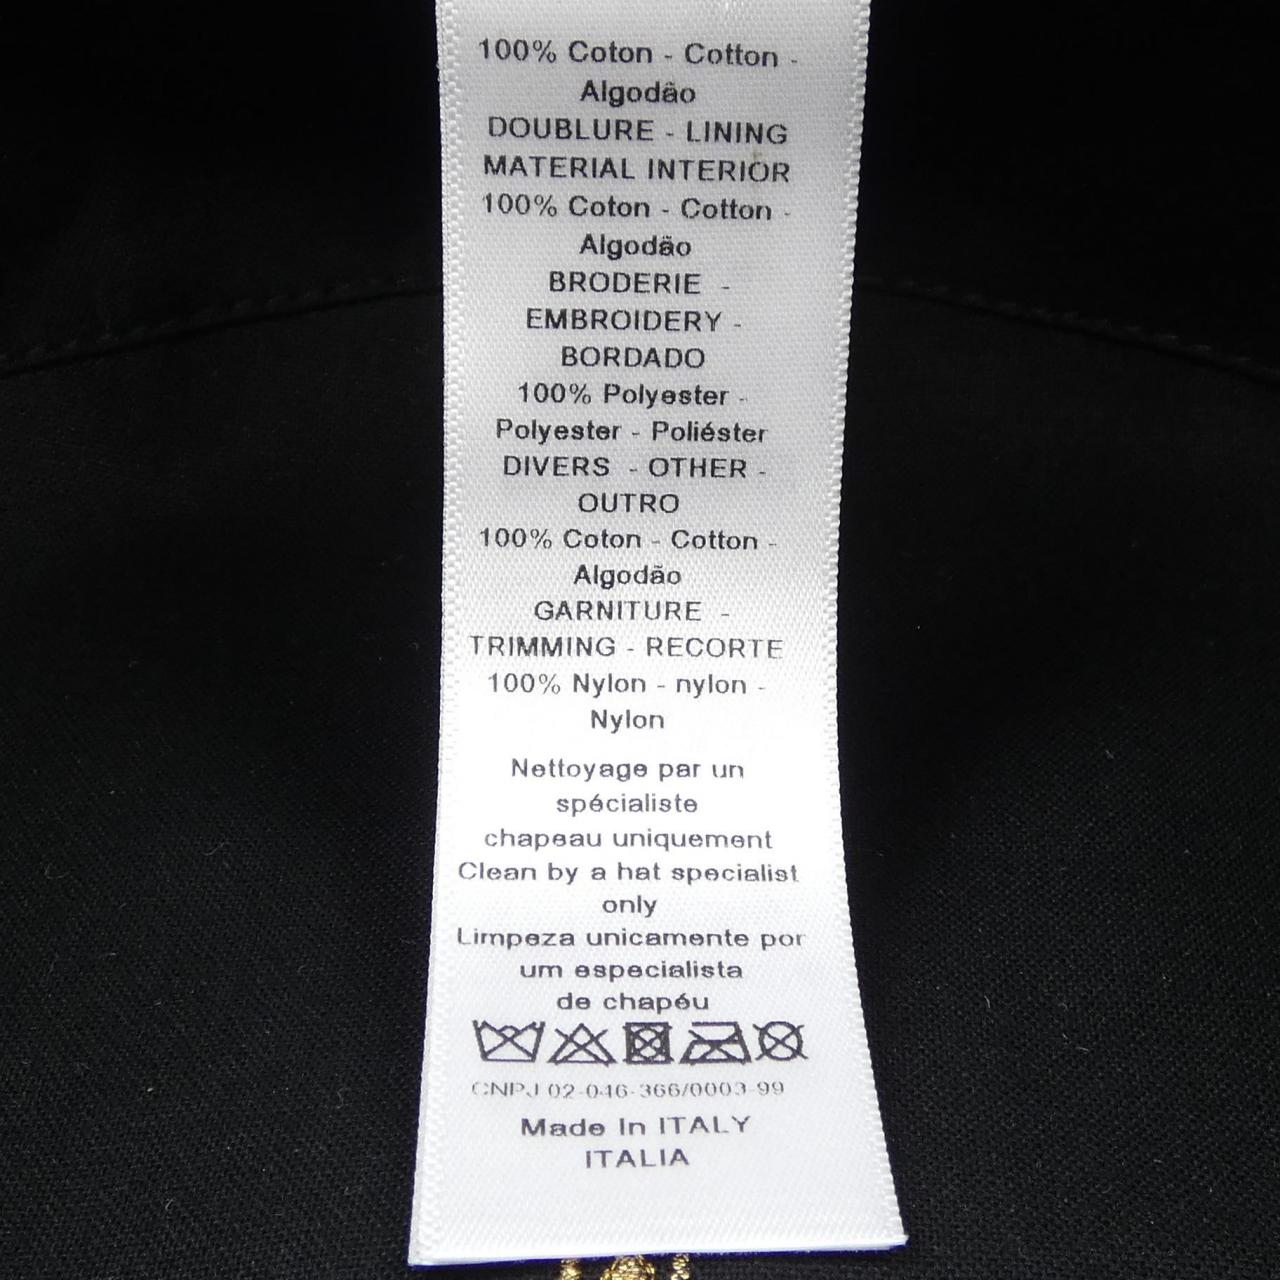 100% Coton - Cotton -
Algodão
DOUBLURE - LINING
MATERIAL INTERIOR
100% Coton - Cotton -
Algodão
BRODERIE -
EMBROIDERY -
BORDADO
100% Polyester -
Polyester - Poliéster
DIVERS - OTHER -
OUTRO
100% Coton - Cotton -
Algodão
GARNITURE -
TRIMMING - RECORTE
100% Nylon - nylon -
Nylon
Nettoyage par un
spécialiste
chapeau uniquement
Clean by a hat specialist
only
Limpeza unicamente por
um especialista
de chapéu
CNPJ 02-046-366/0003-99
Made In ITALY
ITALIA